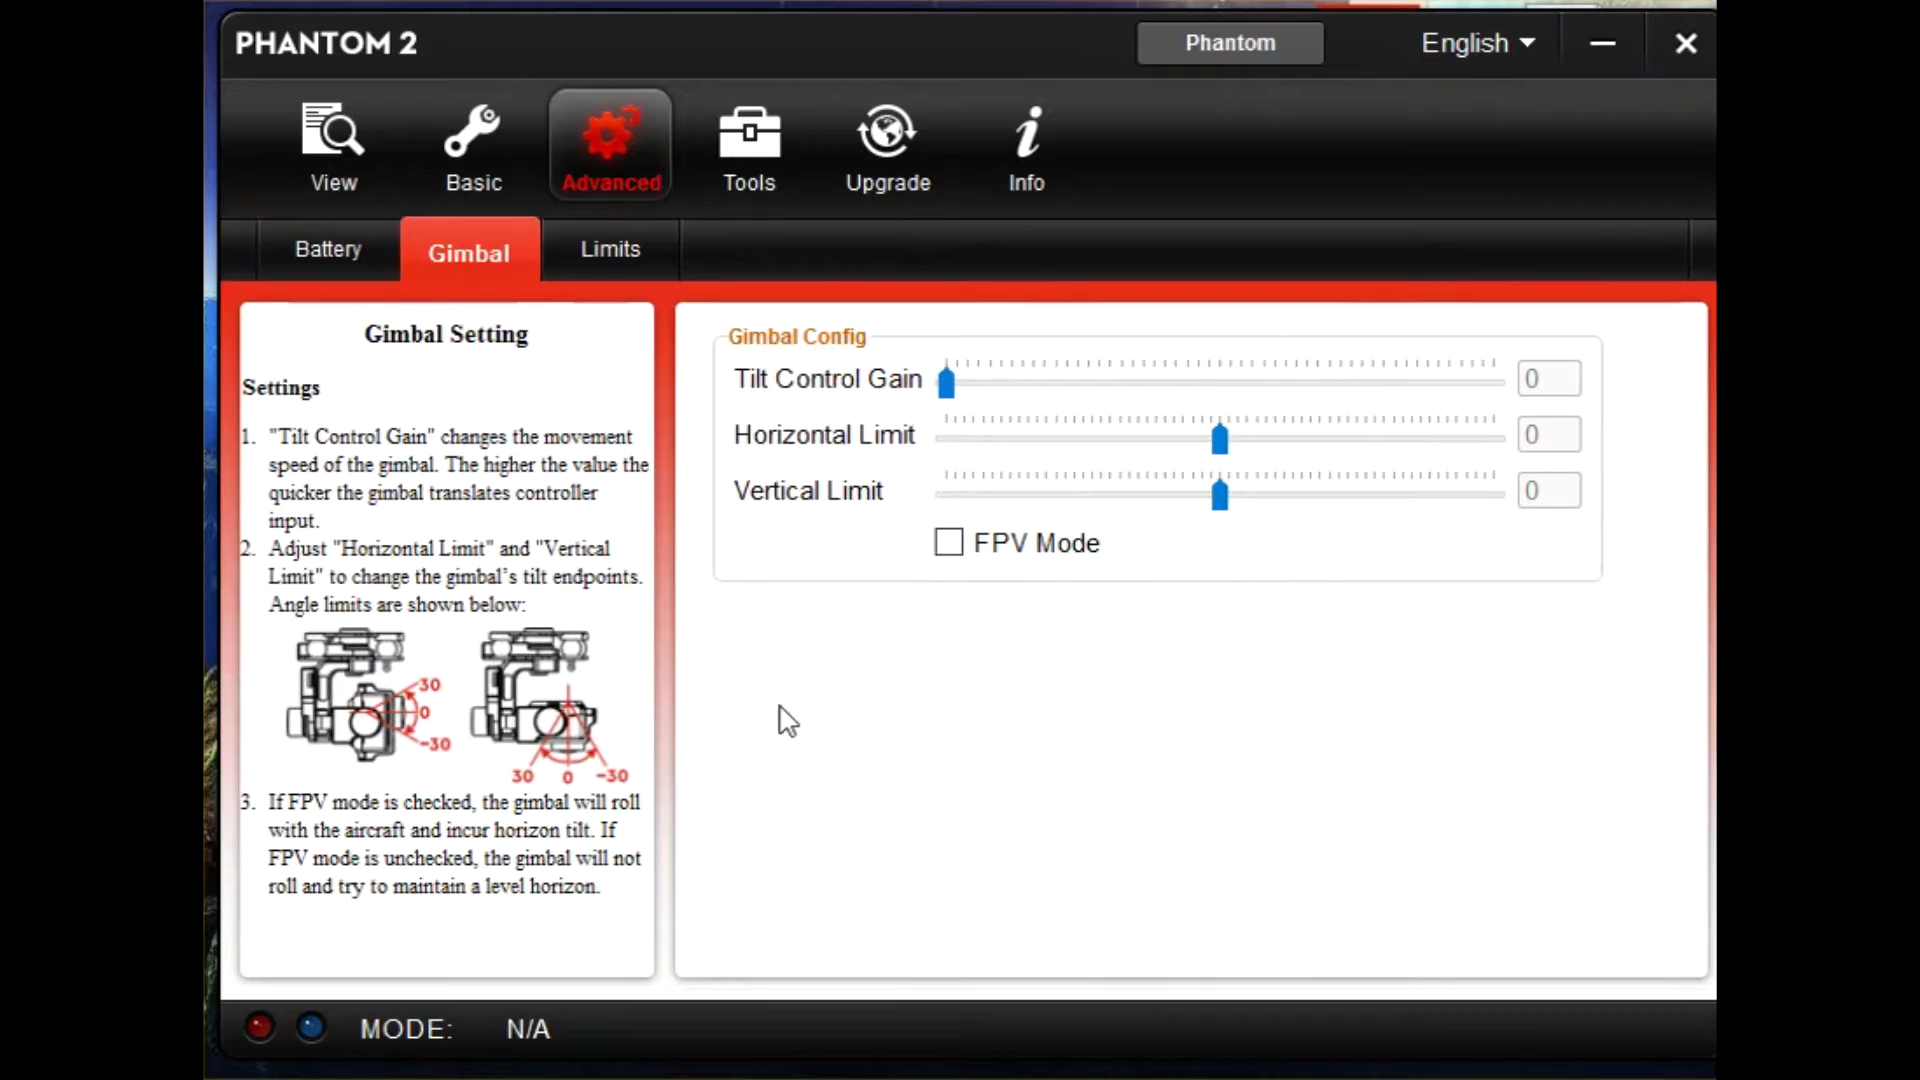 PHANTOM 2
Phantom
English
View
Basic
Advanced
Tools
Upgrade
Info
Battery
Gimbal
Limits
Gimbal Setting
Settings
1. "Tilt Control Gain" changes the movement
speed of the gimbal. The higher the value the
quicker the gimbal translates controller
input.
2. Adjust "Horizontal Limit" and "Vertical
Limit" to change the gimbal's tilt endpoints.
Angle limits are shown below:
30
0
-30
30 0 -30
3. If FPV mode is checked, the gimbal will roll
with the aircraft and incur horizon tilt. If
FPV mode is unchecked, the gimbal will not
roll and try to maintain a level horizon.
Gimbal Config
Tilt Control Gain 0
Horizontal Limit 0
Vertical Limit 0
FPV Mode
MODE: N/A